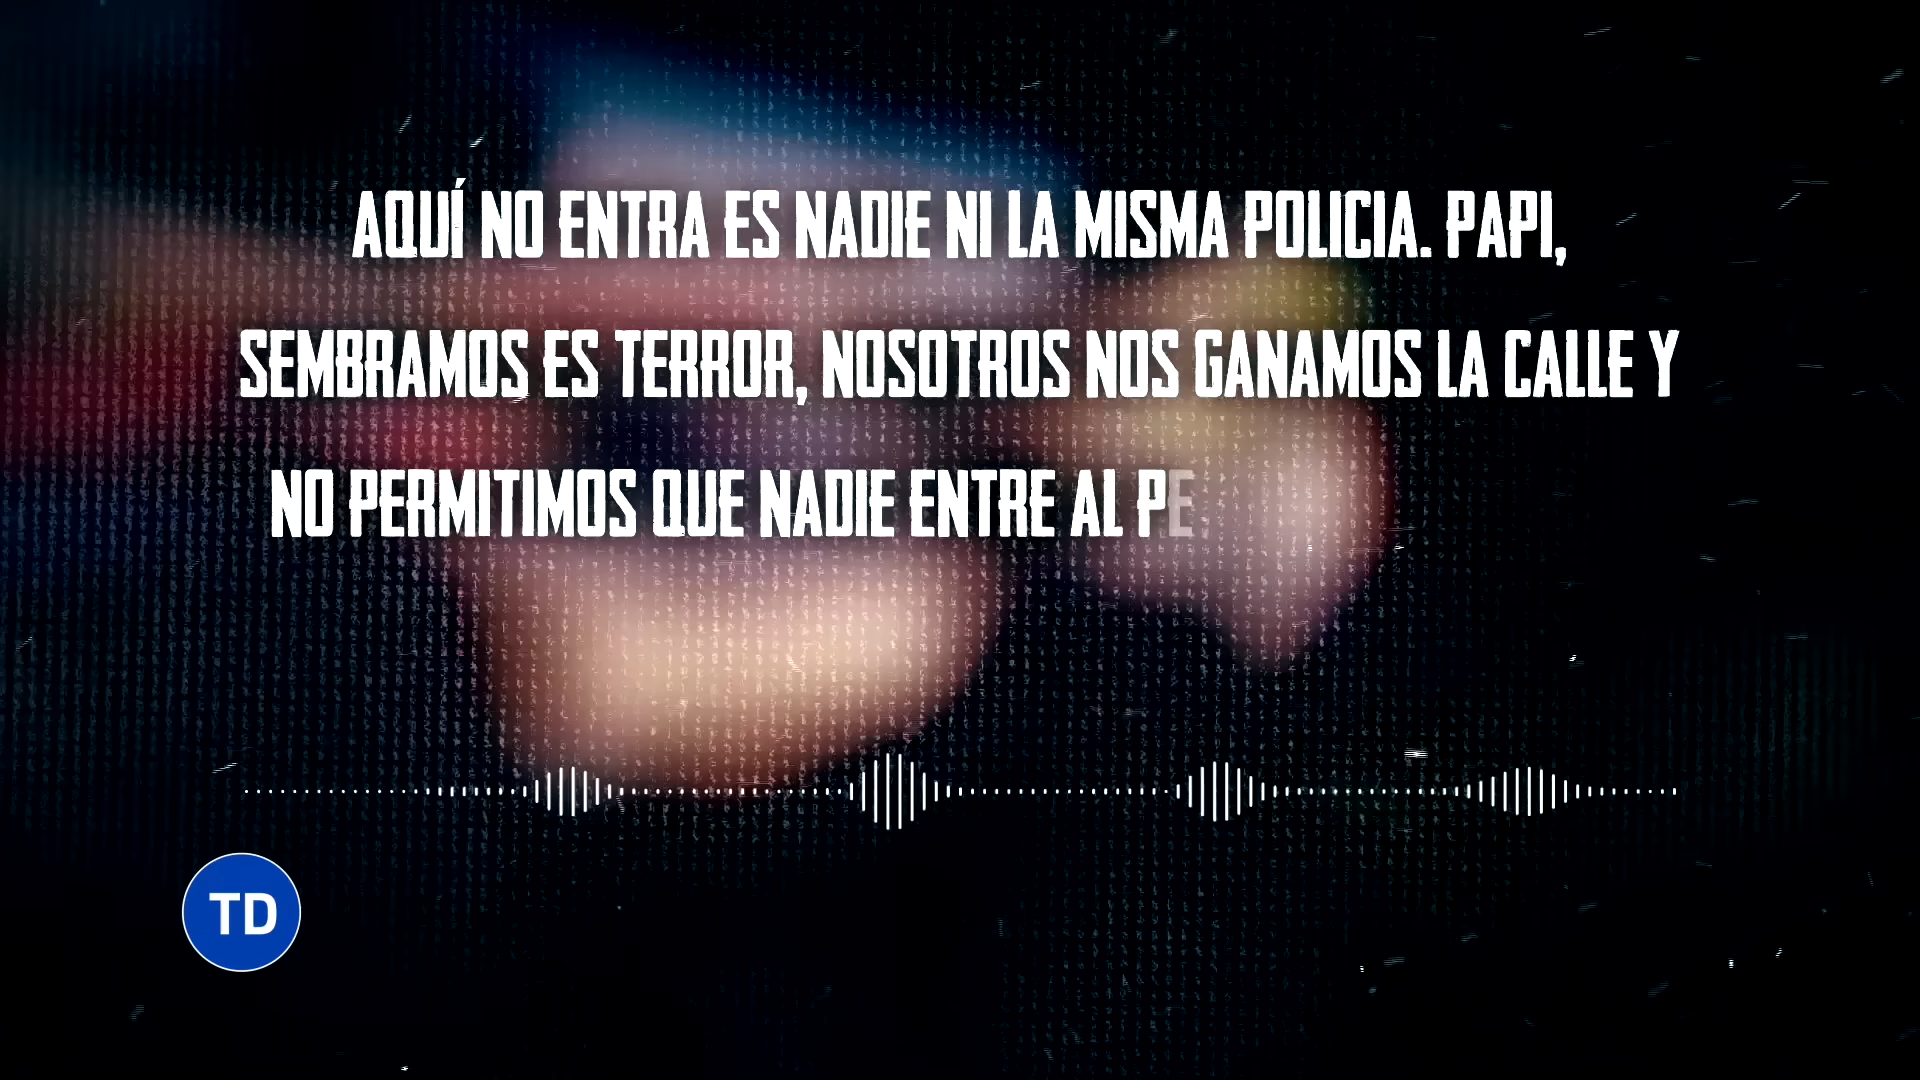 AQUÍ NO ENTRA ES NADIE NI LA MISMA POLICIA. PAPI,
SEMBRAMOS ES TERROR, NOSOTROS NOS GANAMOS LA CALLE Y
NO PERMITIMOS QUE NADIE ENTRE AL PE
TD